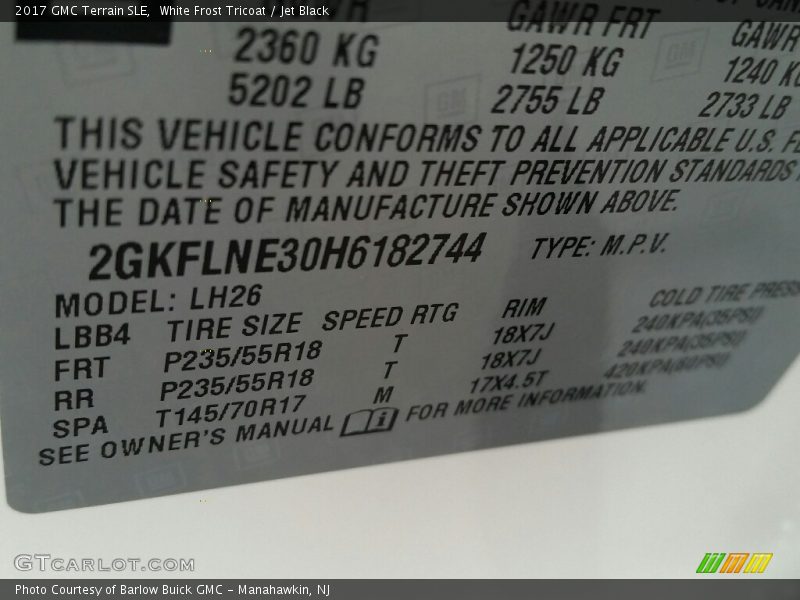 2017 GMC Terrain SLE, White Frost Tricoat / Jet Black
GAWR FRT GAWR
2360 KG 1250 KG 1240 KG
5202 LB 2755 LB 2733 LB
THIS VEHICLE CONFORMS TO ALL APPLICABLE U.S.
VEHICLE SAFETY AND THEFT PREVENTION STANDARDS
THE DATE OF MANUFACTURE SHOWN ABOVE.
2GKFLNE30H6182744 TYPE: M.P.V.
MODEL: LH26
LBB4 TIRE SIZE SPEED RTG RIM COLD TIRE
FRT P235/55R18 T 18X7J 240KPA(35PSI)
RR P235/55R18 T 18X7J 240KPA(35PSI)
SPA T145/70R17 M 17X4.5T 420KPA(60PSI)
SEE OWNER'S MANUAL FOR MORE INFORMATION.
GTCARLOT.COM
Photo Courtesy of Barlow Buick GMC - Manahawkin, NJ